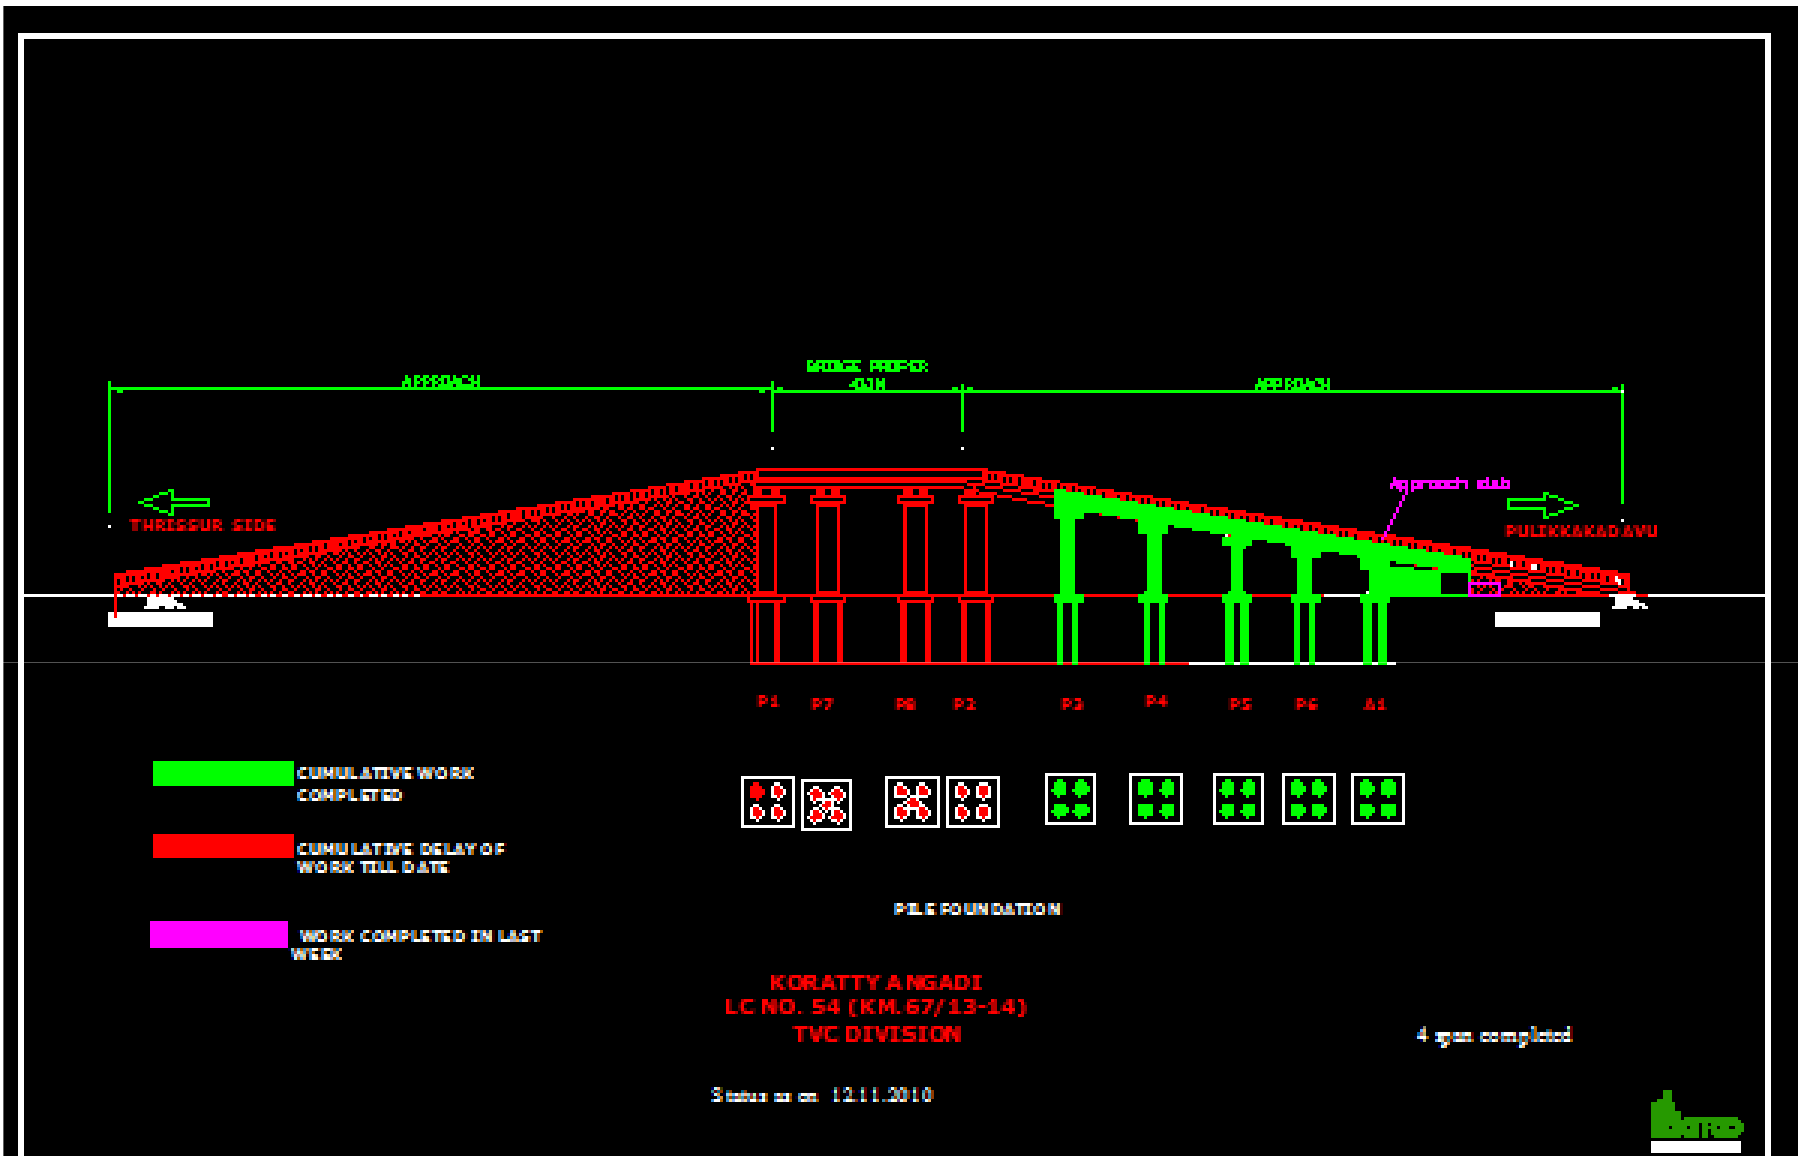 BRIDGE PROPER
APPROACH
APPROACH
Approach slab
THRISSUR SIDE
PULIKKAKADAVU
P1 P7 P8 P2 P3 P4 P5 P6 A1
CUMULATIVE WORK
COMPLETED
CUMULATIVE DELAY OF
WORK TILL DATE
PILE FOUNDATION
WORK COMPLETED IN LAST
WEEK
KORATTY ANGADI
LC NO. 54 (KM.67/13-14)
TVC DIVISION
4 span completed
Status as on 12.11.2010